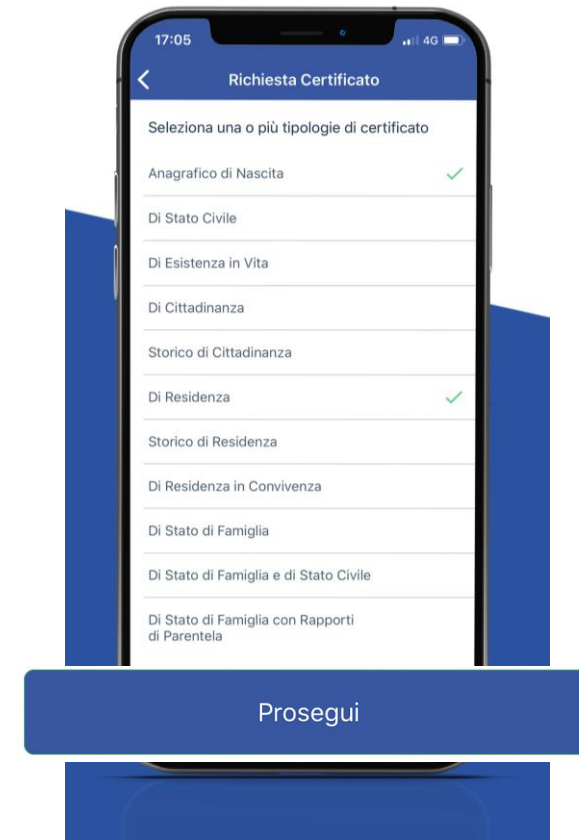 17:05 4G
Richiesta Certificato
Seleziona una o più tipologie di certificato
Anagrafico di Nascita
Di Stato Civile
Di Esistenza in Vita
Di Cittadinanza
Storico di Cittadinanza
Di Residenza
Storico di Residenza
Di Residenza in Convivenza
Di Stato di Famiglia
Di Stato di Famiglia e di Stato Civile
Di Stato di Famiglia con Rapporti
di Parentela
Prosegui